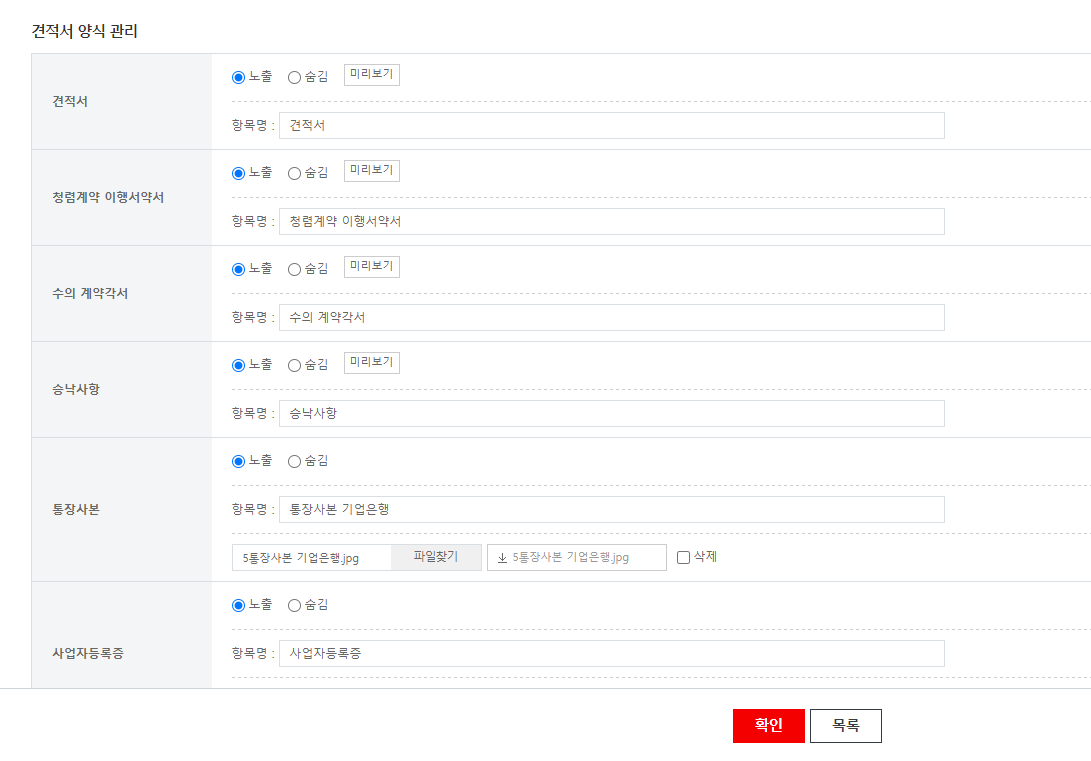 견적서 양식 관리
견적서
노출 숨김 미리보기
항목명 : 견적서
청렴계약 이행서약서
노출 숨김 미리보기
항목명 : 청렴계약 이행서약서
수의 계약각서
노출 숨김 미리보기
항목명 : 수의 계약각서
승낙사항
노출 숨김 미리보기
항목명 : 승낙사항
통장사본
노출 숨김
항목명 : 통장사본 기업은행
5통장사본 기업은행.jpg 파일찾기 5통장사본 기업은행.jpg 삭제
사업자등록증
노출 숨김
항목명 : 사업자등록증
확인 목록